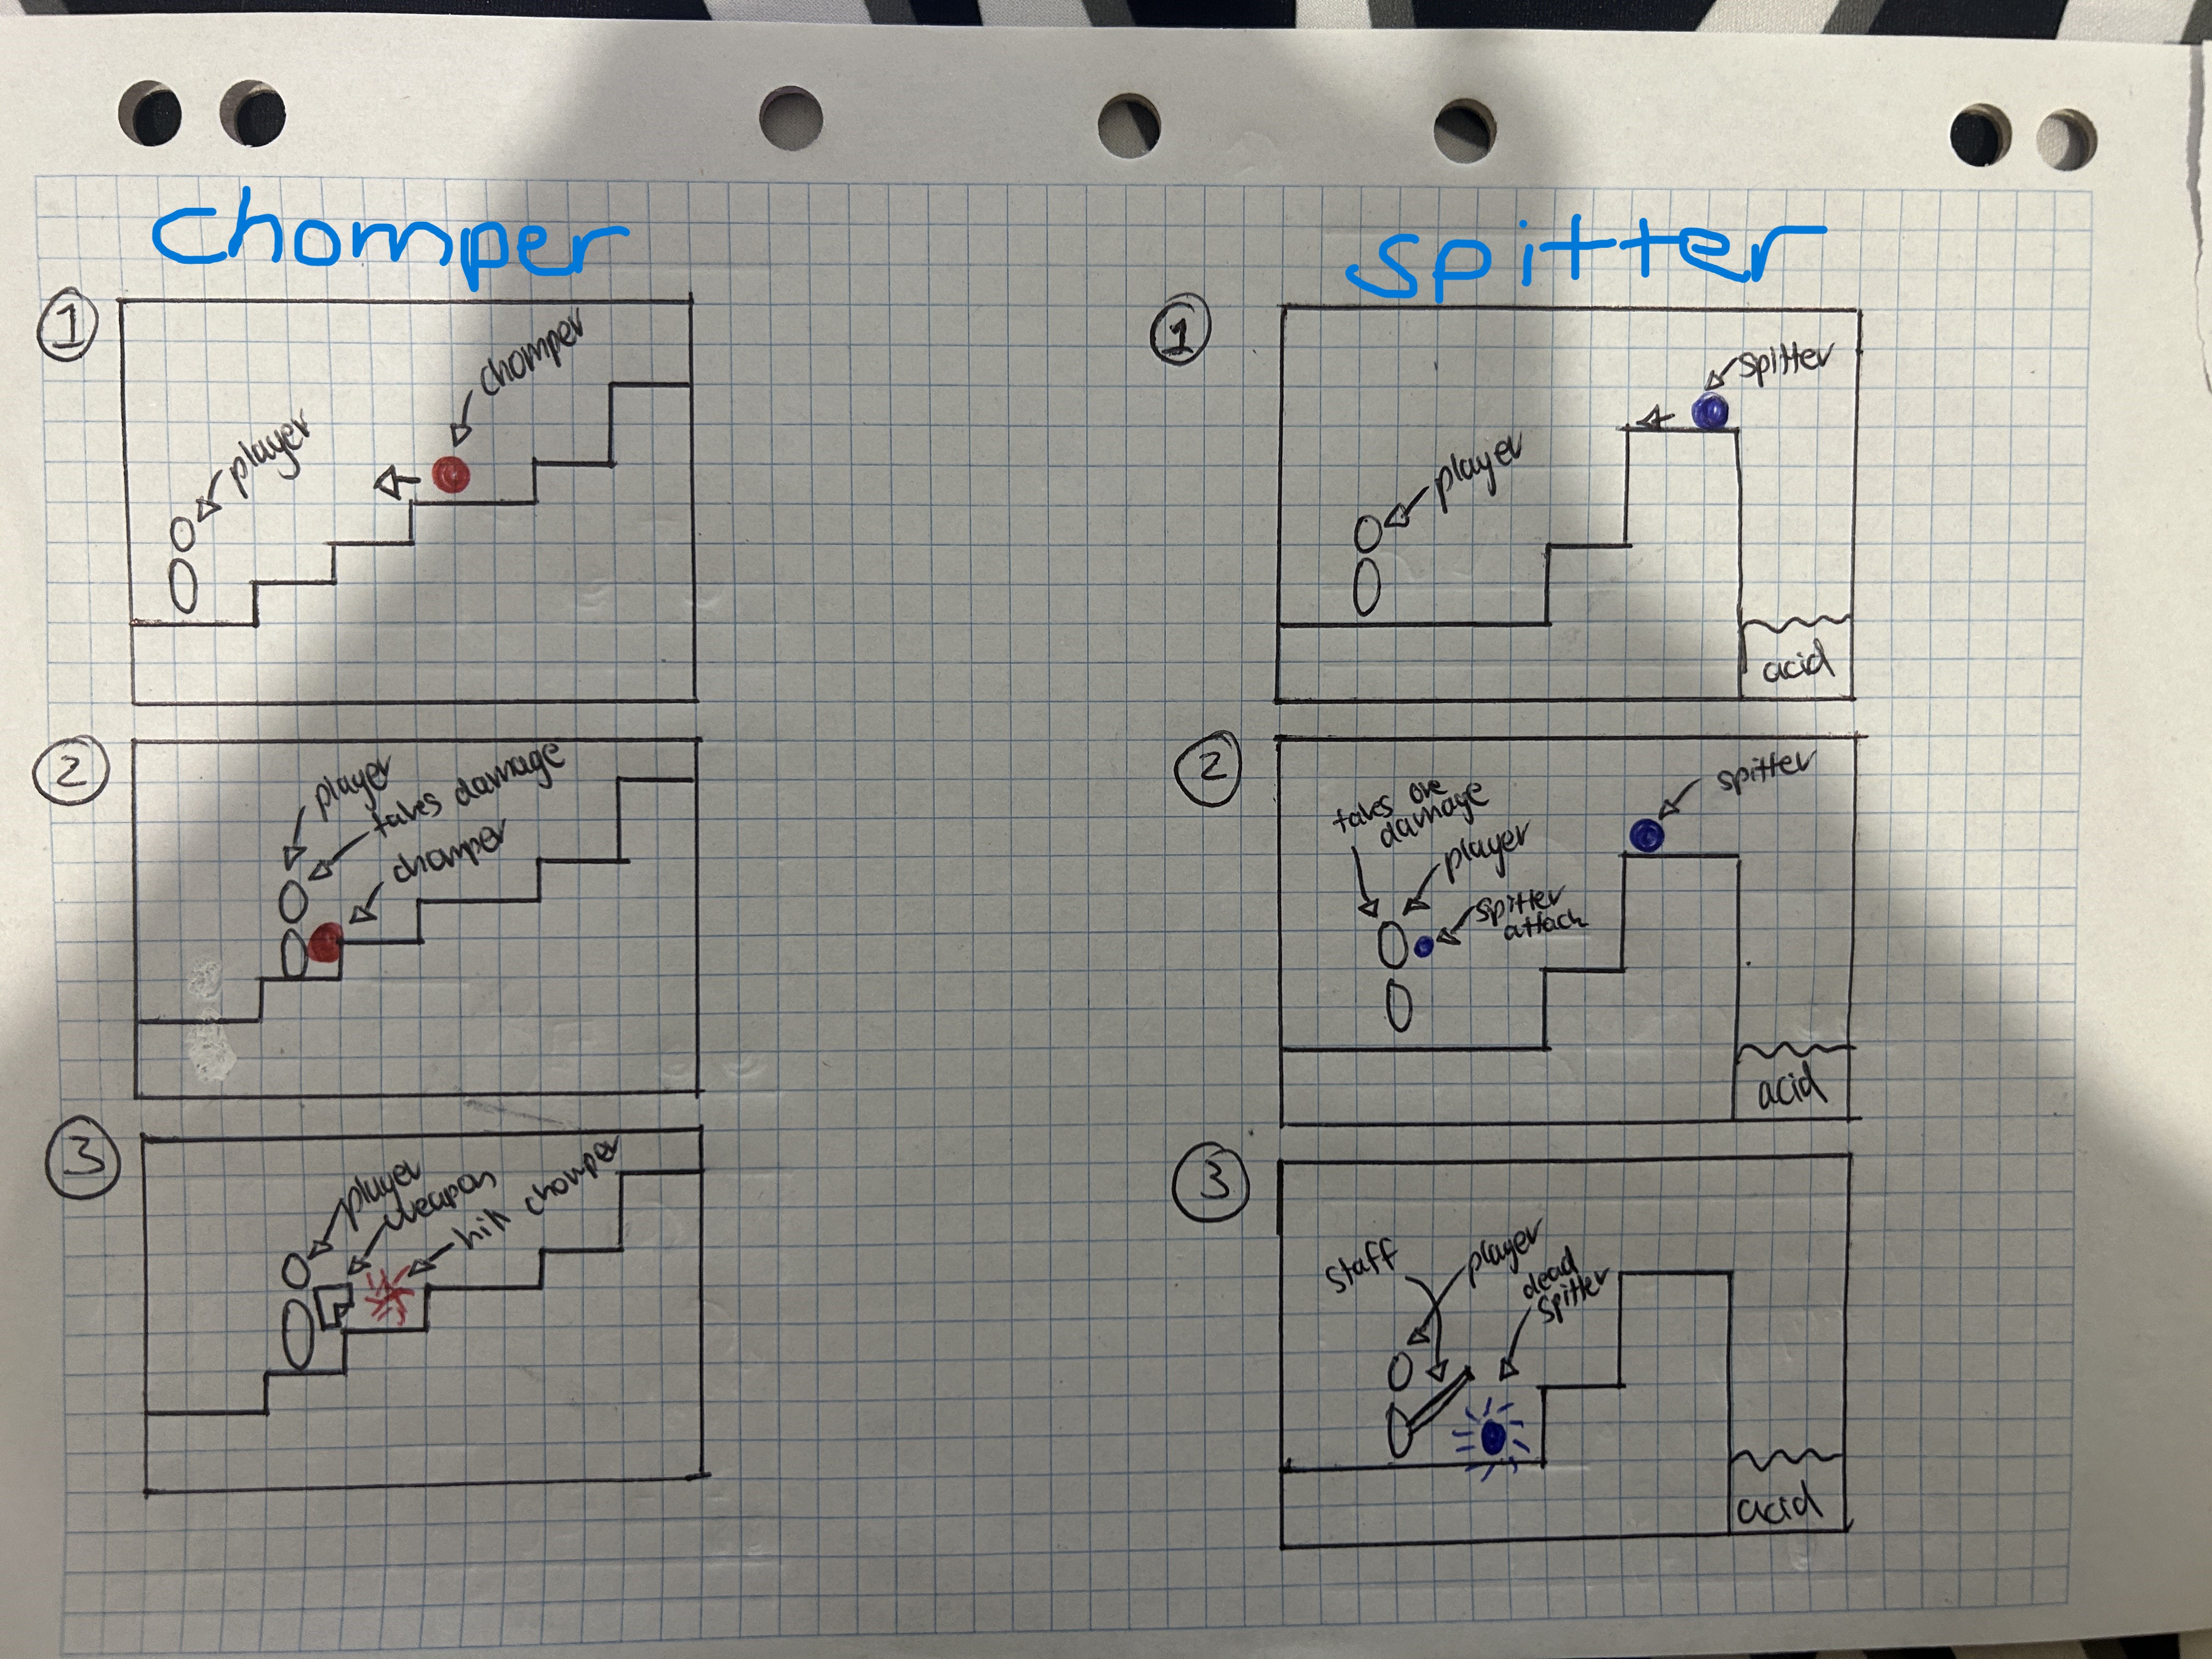 chomper
1
chomper
player
2
player
takes damage
chomper
3
player
weapon
chomper
spitter
1
spitter
player
acid
2
spitter
takes one
damage
player
spitter
attack
acid
3
staff
player
dead
spitter
acid